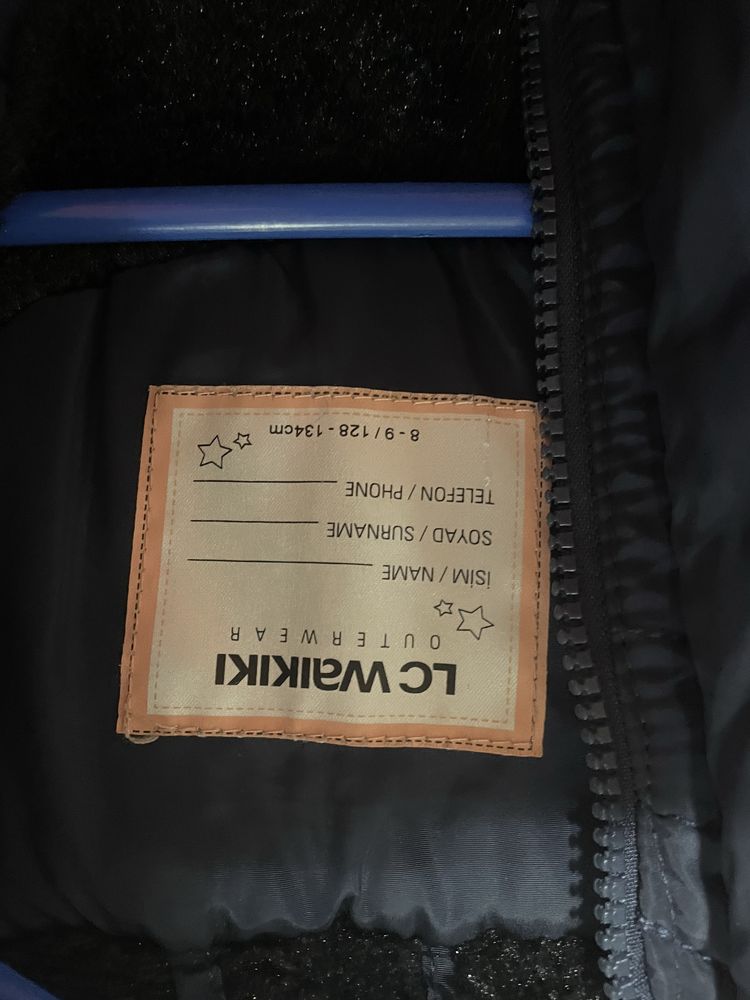 LC WAIKIKI
OUTERWEAR
İSİM / NAME
SOYAD / SURNAME
TELEFON / PHONE
8 - 9 / 128 - 134cm